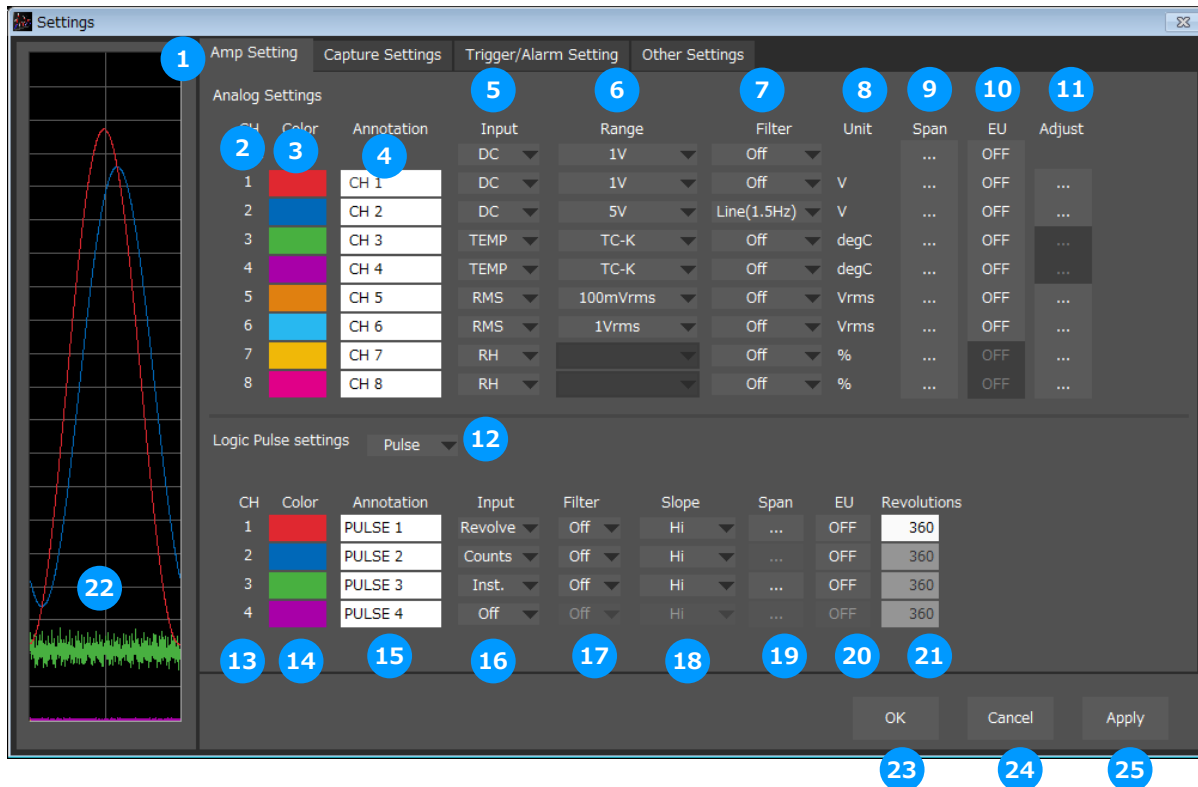 Settings
1 Amp Setting Capture Settings Trigger/Alarm Setting Other Settings
5 6 7 8 9 10 11
Analog Settings
CH Color Annotation Input Range Filter Unit Span EU Adjust
2 3 4
DC 1V Off ... OFF
1 CH 1 DC 1V Off V ... OFF ...
2 CH 2 DC 5V Line(1.5Hz) V ... OFF ...
3 CH 3 TEMP TC-K Off degC ... OFF ...
4 CH 4 TEMP TC-K Off degC ... OFF ...
5 CH 5 RMS 100mVrms Off Vrms ... OFF ...
6 CH 6 RMS 1Vrms Off Vrms ... OFF ...
7 CH 7 RH Off % ... OFF ...
8 CH 8 RH Off % ... OFF ...
Logic Pulse settings Pulse 12
CH Color Annotation Input Filter Slope Span EU Revolutions
1 PULSE 1 Revolve Off Hi ... OFF 360
2 PULSE 2 Counts Off Hi ... OFF 360
3 PULSE 3 Inst. Off Hi ... OFF 360
4 PULSE 4 Off Off Hi ... OFF 360
22
13 14 15 16 17 18 19 20 21
OK Cancel Apply
23 24 25